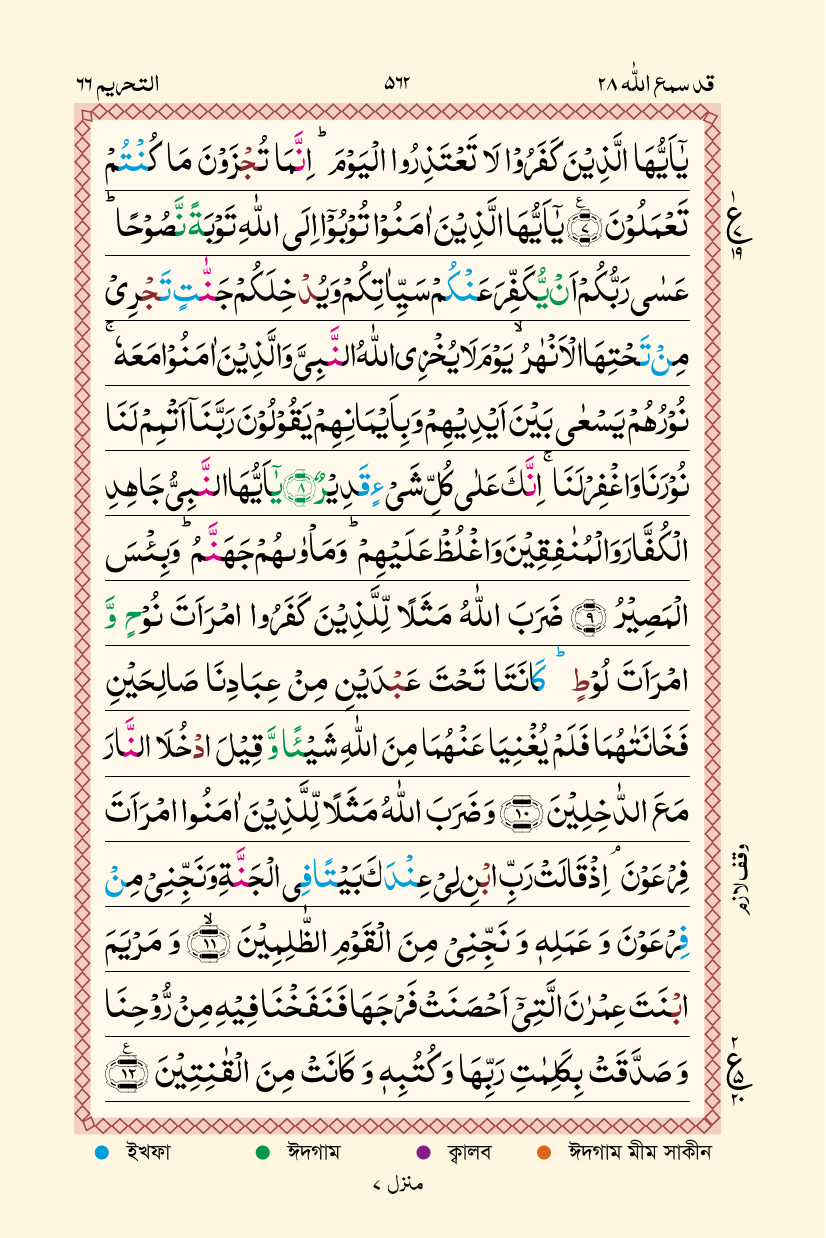 قد سمع الله ٢٨
٥٦٢
التحريم ٦٦
يٰۤاَيُّهَا الَّذِيْنَ كَفَرُوْا لَا تَعْتَذِرُوا الْيَوْمَ ؕ اِنَّمَا تُجْزَوْنَ مَا كُنْتُمْ
تَعْمَلُوْنَ ﴿٧﴾ يٰۤاَيُّهَا الَّذِيْنَ اٰمَنُوْا تُوْبُوْۤا اِلَى اللّٰهِ تَوْبَةً نَّصُوْحًا ؕ
ع
٧
١٩
عَسٰى رَبُّكُمْ اَنْ يُّكَفِّرَ عَنْكُمْ سَيِّاٰتِكُمْ وَيُدْخِلَكُمْ جَنّٰتٍ تَجْرِيْ
مِنْ تَحْتِهَا الْاَنْهٰرُ ۙ يَوْمَ لَا يُخْزِى اللّٰهُ النَّبِىَّ وَالَّذِيْنَ اٰمَنُوْا مَعَهٗ ۚ
نُوْرُهُمْ يَسْعٰى بَيْنَ اَيْدِيْهِمْ وَبِاَيْمَانِهِمْ يَقُوْلُوْنَ رَبَّنَاۤ اَتْمِمْ لَنَا
نُوْرَنَا وَاغْفِرْ لَنَا ۚ اِنَّكَ عَلٰى كُلِّ شَىْءٍ قَدِيْرٌ ﴿٨﴾ يٰۤاَيُّهَا النَّبِىُّ جَاهِدِ
الْكُفَّارَ وَالْمُنٰفِقِيْنَ وَاغْلُظْ عَلَيْهِمْ ؕ وَمَاْوٰىهُمْ جَهَنَّمُ ؕ وَبِئْسَ
الْمَصِيْرُ ﴿٩﴾ ضَرَبَ اللّٰهُ مَثَلًا لِّلَّذِيْنَ كَفَرُوا امْرَاَتَ نُوْحٍ وَّ
امْرَاَتَ لُوْطٍ ؕ كَانَتَا تَحْتَ عَبْدَيْنِ مِنْ عِبَادِنَا صَالِحَيْنِ
فَخَانَتٰهُمَا فَلَمْ يُغْنِيَا عَنْهُمَا مِنَ اللّٰهِ شَيْـًٔا وَّ قِيْلَ ادْخُلَا النَّارَ
مَعَ الدّٰخِلِيْنَ ﴿١٠﴾ وَضَرَبَ اللّٰهُ مَثَلًا لِّلَّذِيْنَ اٰمَنُوا امْرَاَتَ
فِرْعَوْنَ ۘ اِذْ قَالَتْ رَبِّ ابْنِ لِىْ عِنْدَكَ بَيْتًا فِى الْجَنَّةِ وَنَجِّنِىْ مِنْ
وقف لازم
فِرْعَوْنَ وَ عَمَلِهٖ وَ نَجِّنِىْ مِنَ الْقَوْمِ الظّٰلِمِيْنَ ۙ﴿١١﴾ وَ مَرْيَمَ
ابْنَتَ عِمْرٰنَ الَّتِىْۤ اَحْصَنَتْ فَرْجَهَا فَنَفَخْنَا فِيْهِ مِنْ رُّوْحِنَا
وَ صَدَّقَتْ بِكَلِمٰتِ رَبِّهَا وَكُتُبِهٖ وَ كَانَتْ مِنَ الْقٰنِتِيْنَ ﴿١٢﴾
٢
ع
٥
٢٠
ইখফা ঈদগাম ক্বালব ঈদগাম মীম সাকীন
منزل ٧